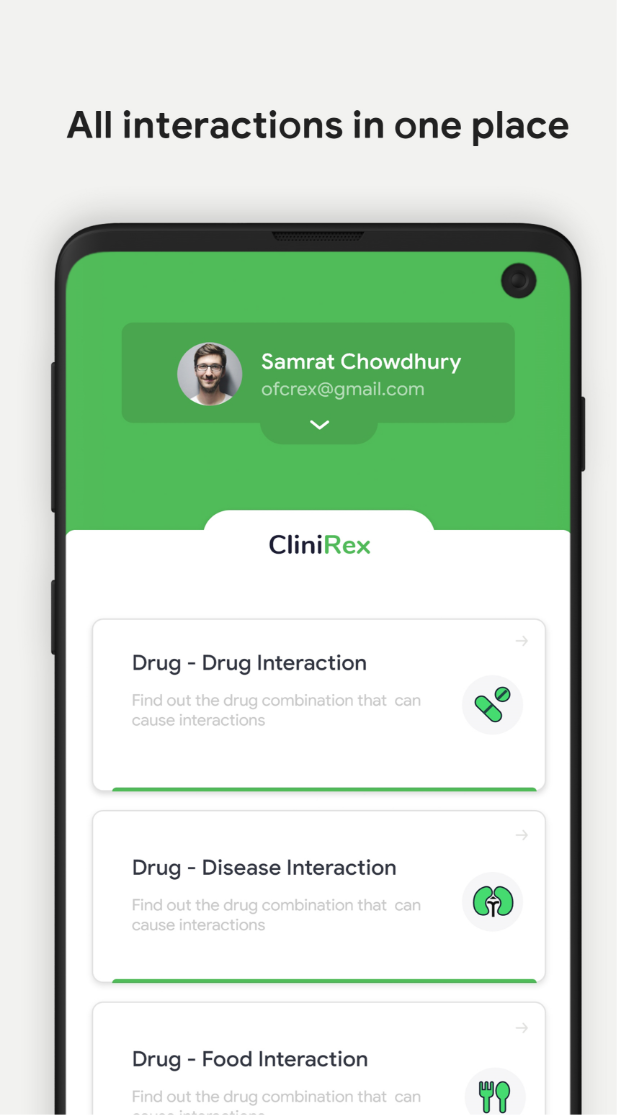 All interactions in one place
Samrat Chowdhury
ofcrex@gmail.com
CliniRex
Drug - Drug Interaction
Find out the drug combination that can
cause interactions
Drug - Disease Interaction
Find out the drug combination that can
cause interactions
Drug - Food Interaction
Find out the drug combination that can